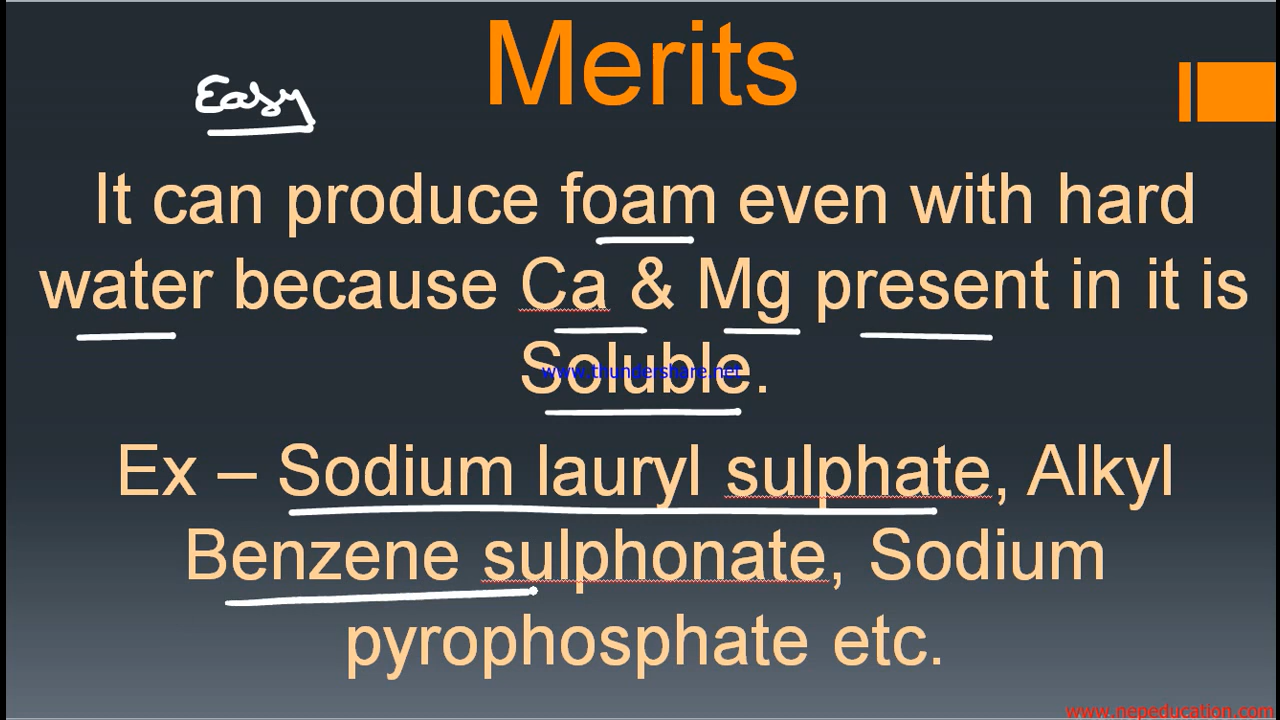 Merits
Easy
It can produce foam even with hard
water because Ca & Mg present in it is
Soluble.
www.thundershare.net
Ex – Sodium lauryl sulphate, Alkyl
Benzene sulphonate, Sodium
pyrophosphate etc.
www.nepeducation.com